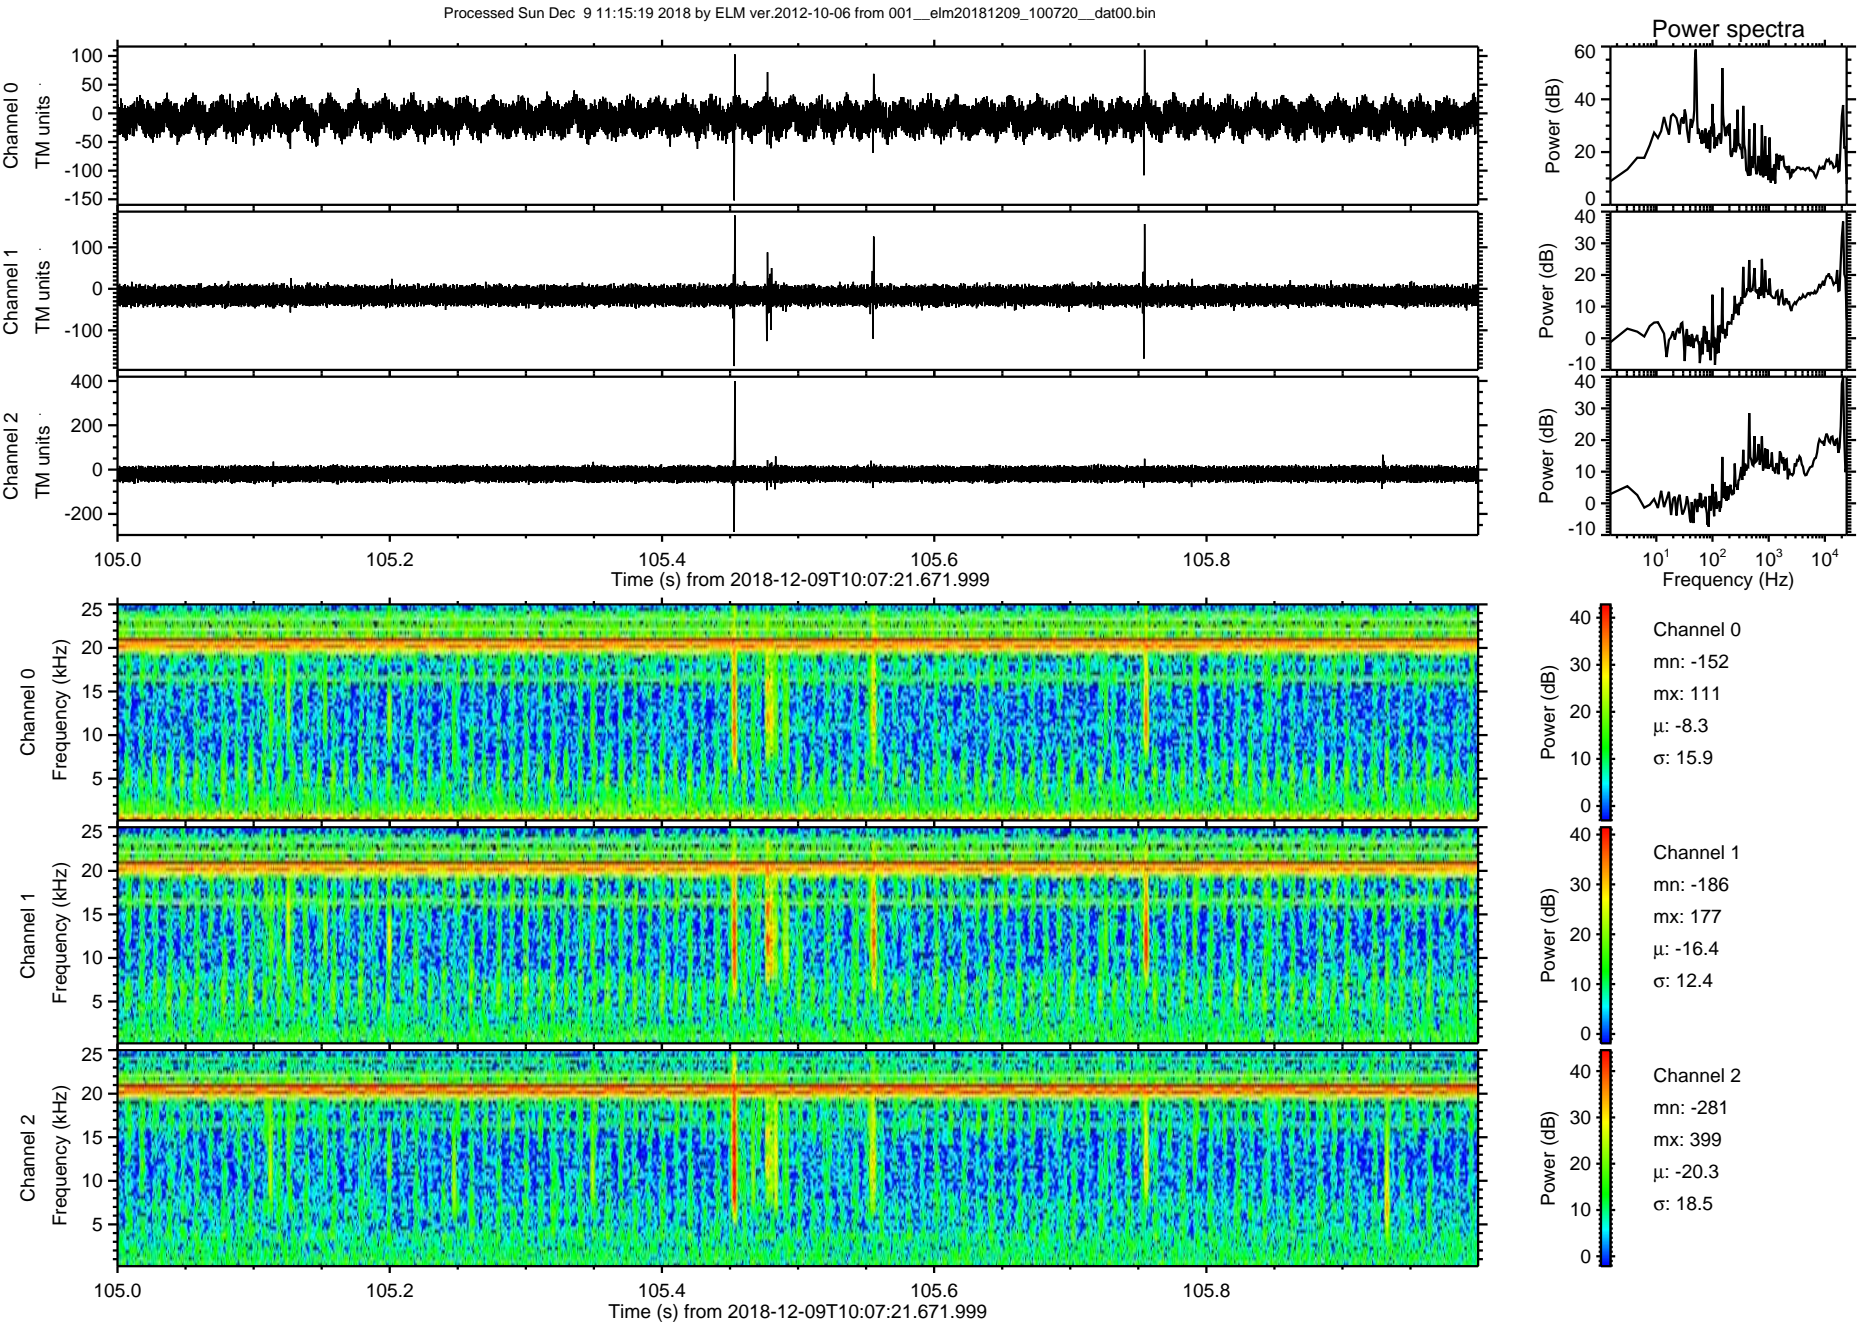 Processed Sun Dec  9 11:15:19 2018 by ELM ver.2012-10-06 from 001__elm20181209_100720__dat00.bin
Power spectra
Channel 0
TM units
100
50
0
-50
-100
-150
Power (dB)
60
40
20
0
Channel 1
TM units
100
0
-100
Power (dB)
40
30
20
10
0
-10
Channel 2
TM units
400
200
0
-200
Power (dB)
40
30
20
10
0
-10
105.0 105.2 105.4 105.6 105.8
Time (s) from 2018-12-09T10:07:21.671.999
10^1 10^2 10^3 10^4
Frequency (Hz)
Channel 0
Frequency (kHz)
25
20
15
10
5
Power (dB)
40
30
20
10
0
Channel 0
mn: -152
mx: 111
μ: -8.3
σ: 15.9
Channel 1
Frequency (kHz)
25
20
15
10
5
Power (dB)
40
30
20
10
0
Channel 1
mn: -186
mx: 177
μ: -16.4
σ: 12.4
Channel 2
Frequency (kHz)
25
20
15
10
5
Power (dB)
40
30
20
10
0
Channel 2
mn: -281
mx: 399
μ: -20.3
σ: 18.5
105.0 105.2 105.4 105.6 105.8
Time (s) from 2018-12-09T10:07:21.671.999